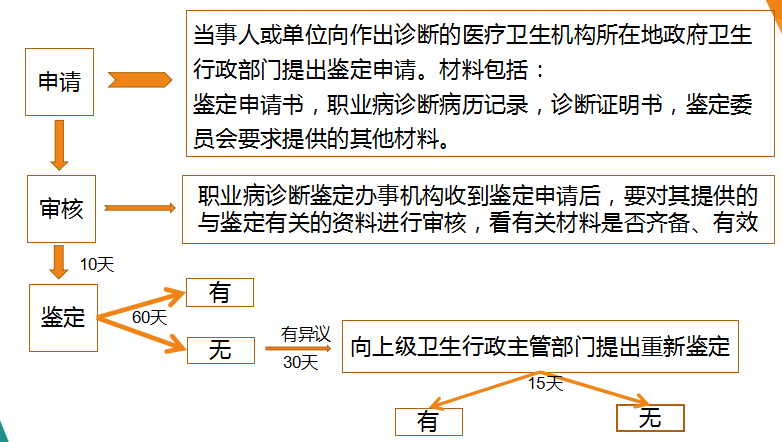 申请
当事人或单位向作出诊断的医疗卫生机构所在地政府卫生
行政部门提出鉴定申请。材料包括：
鉴定申请书，职业病诊断病历记录，诊断证明书，鉴定委
员会要求提供的其他材料。
审核
职业病诊断鉴定办事机构收到鉴定申请后，要对其提供的
与鉴定有关的资料进行审核，看有关材料是否齐备、有效
10天
鉴定
60天
有
无
有异议
30天
向上级卫生行政主管部门提出重新鉴定
15天
有
无